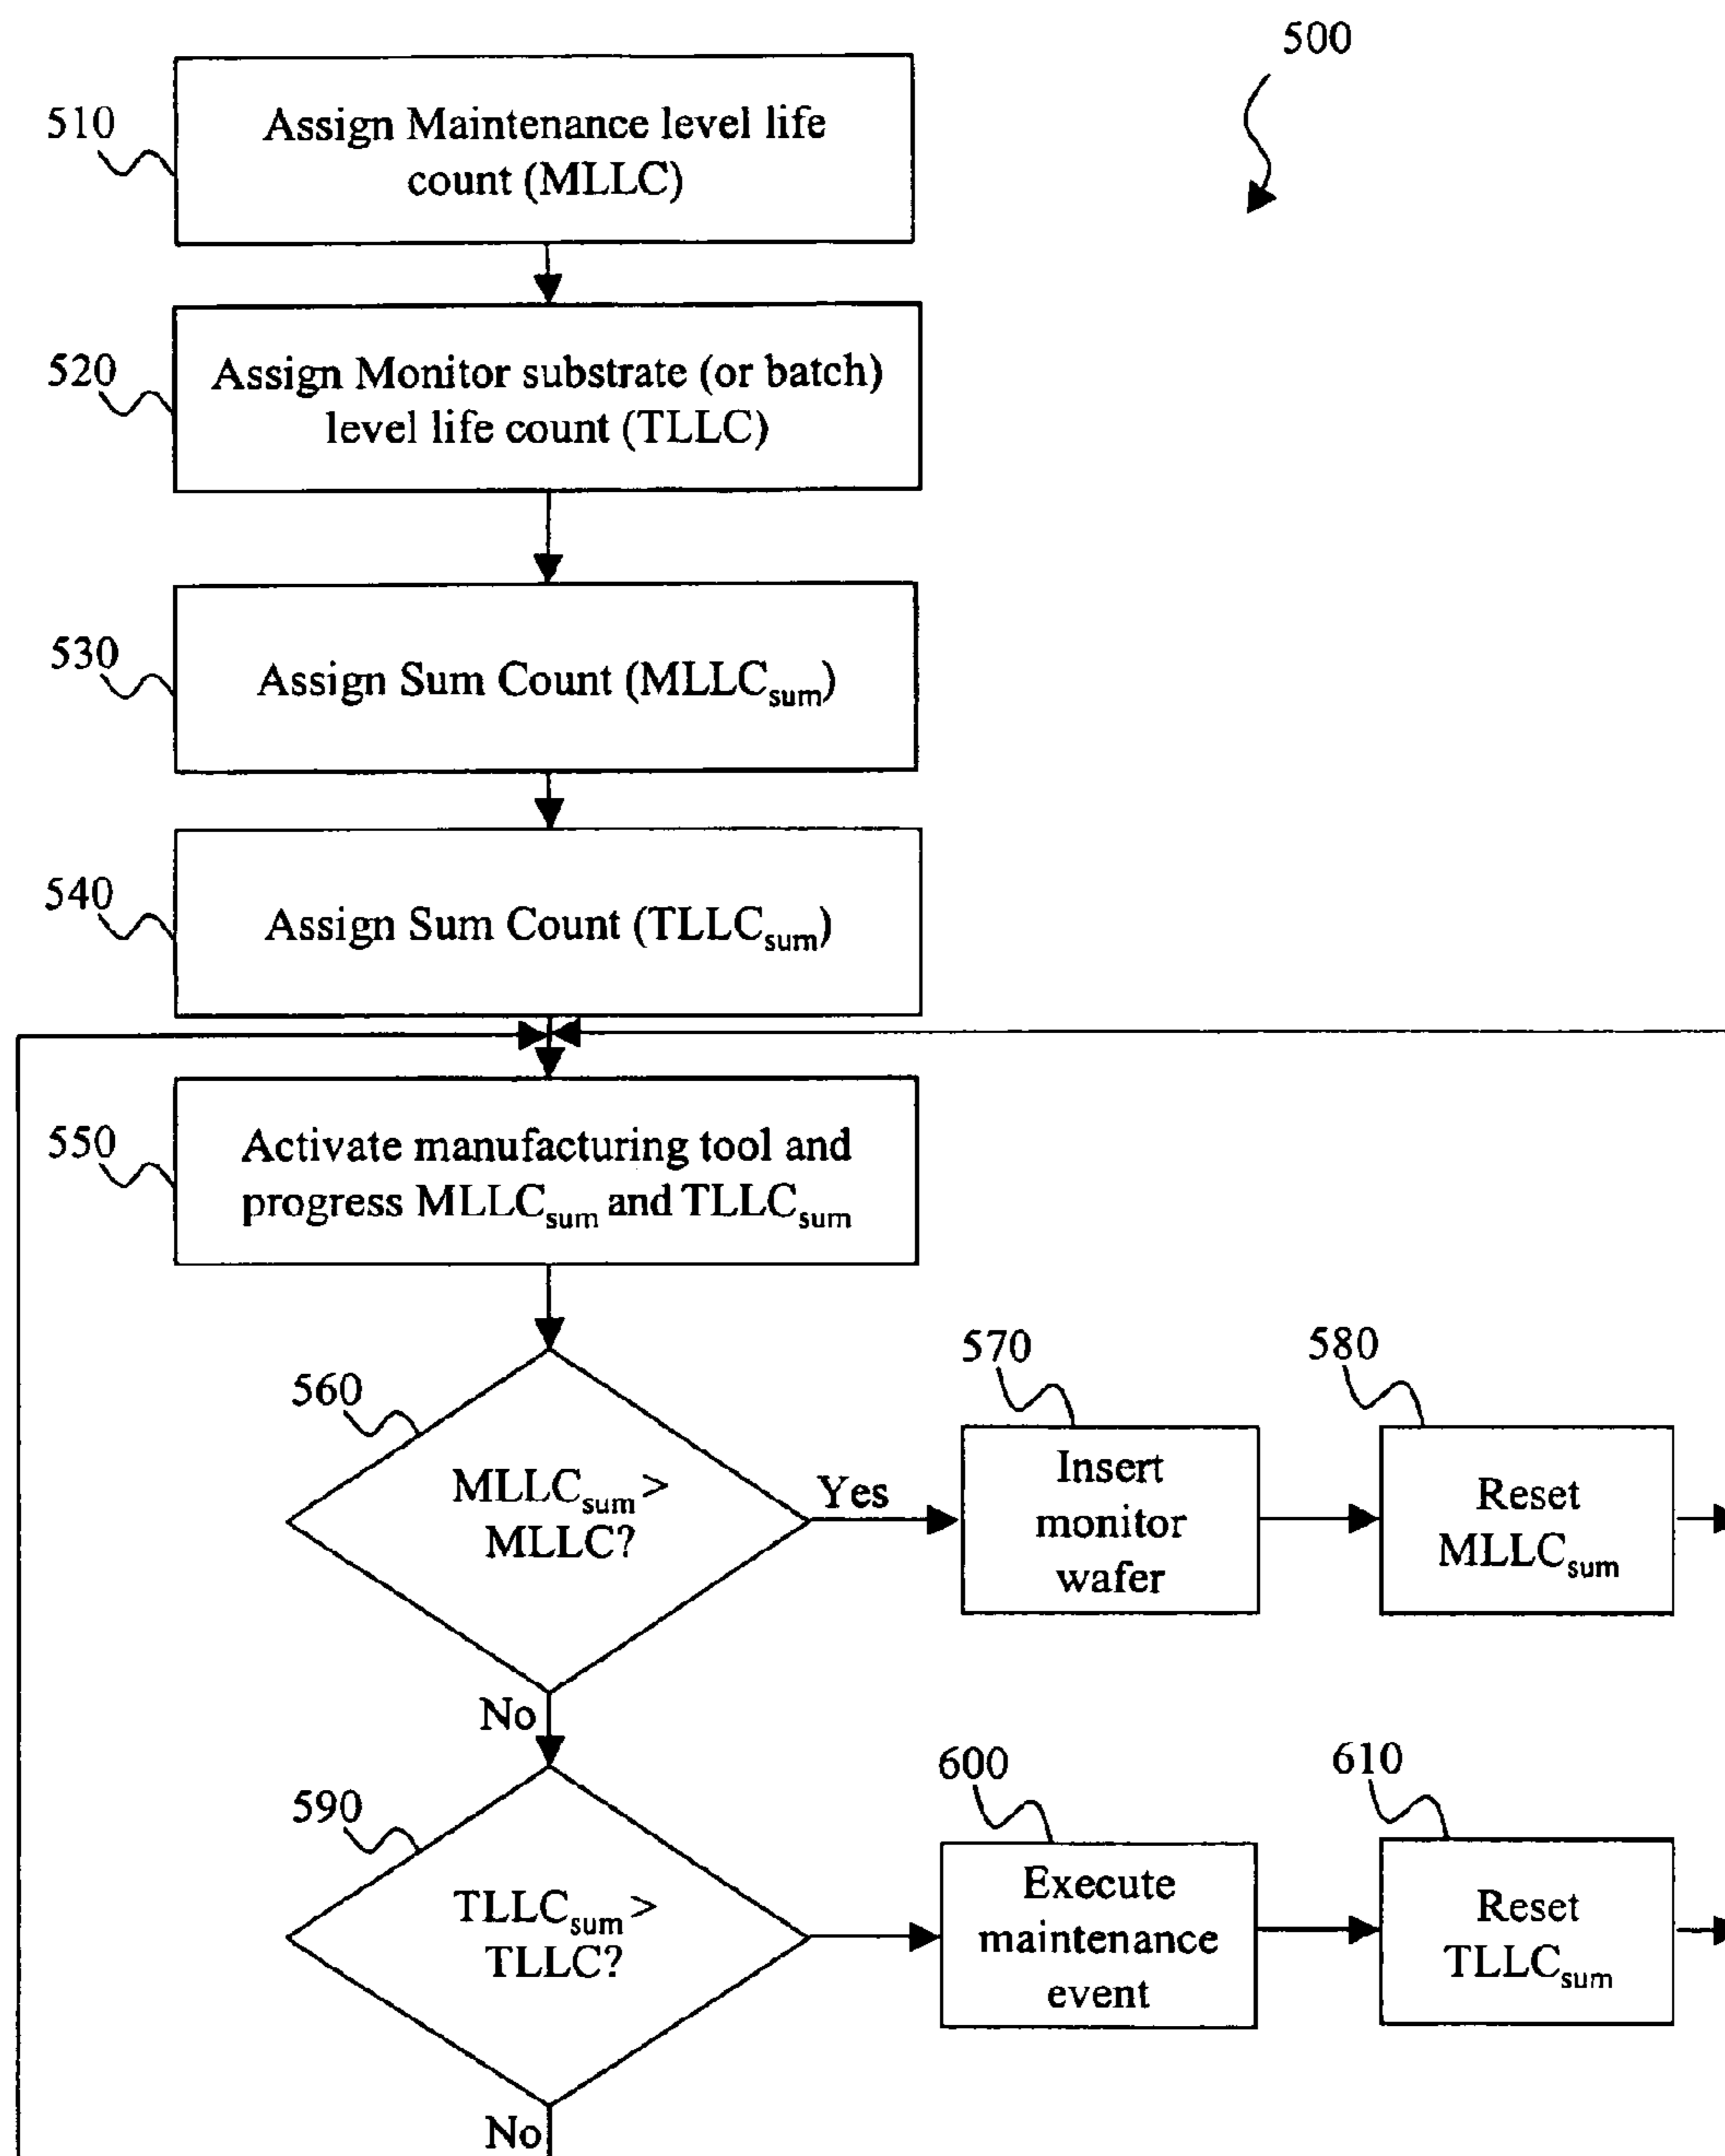 500
510
Assign Maintenance level life
count (MLLC)
520
Assign Monitor substrate (or batch)
level life count (TLLC)
530
Assign Sum Count (MLLCsum)
540
Assign Sum Count (TLLCsum)
550
Activate manufacturing tool and
progress MLLCsum and TLLCsum
560
MLLCsum >
MLLC?
Yes
570
Insert
monitor
wafer
580
Reset
MLLCsum
No
590
TLLCsum >
TLLC?
600
Execute
maintenance
event
610
Reset
TLLCsum
No